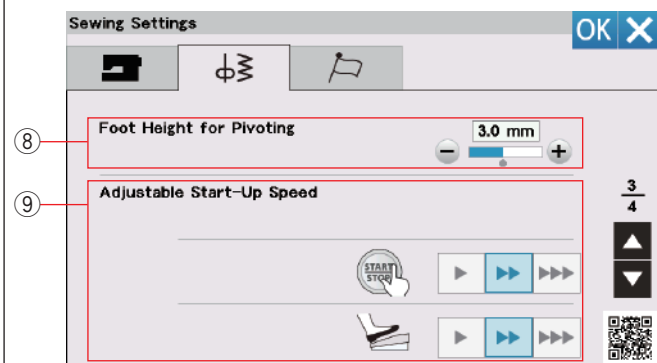 Sewing Settings
OK
⑧
Foot Height for Pivoting
3.0 mm
⑨
Adjustable Start-Up Speed
3
4
START
STOP